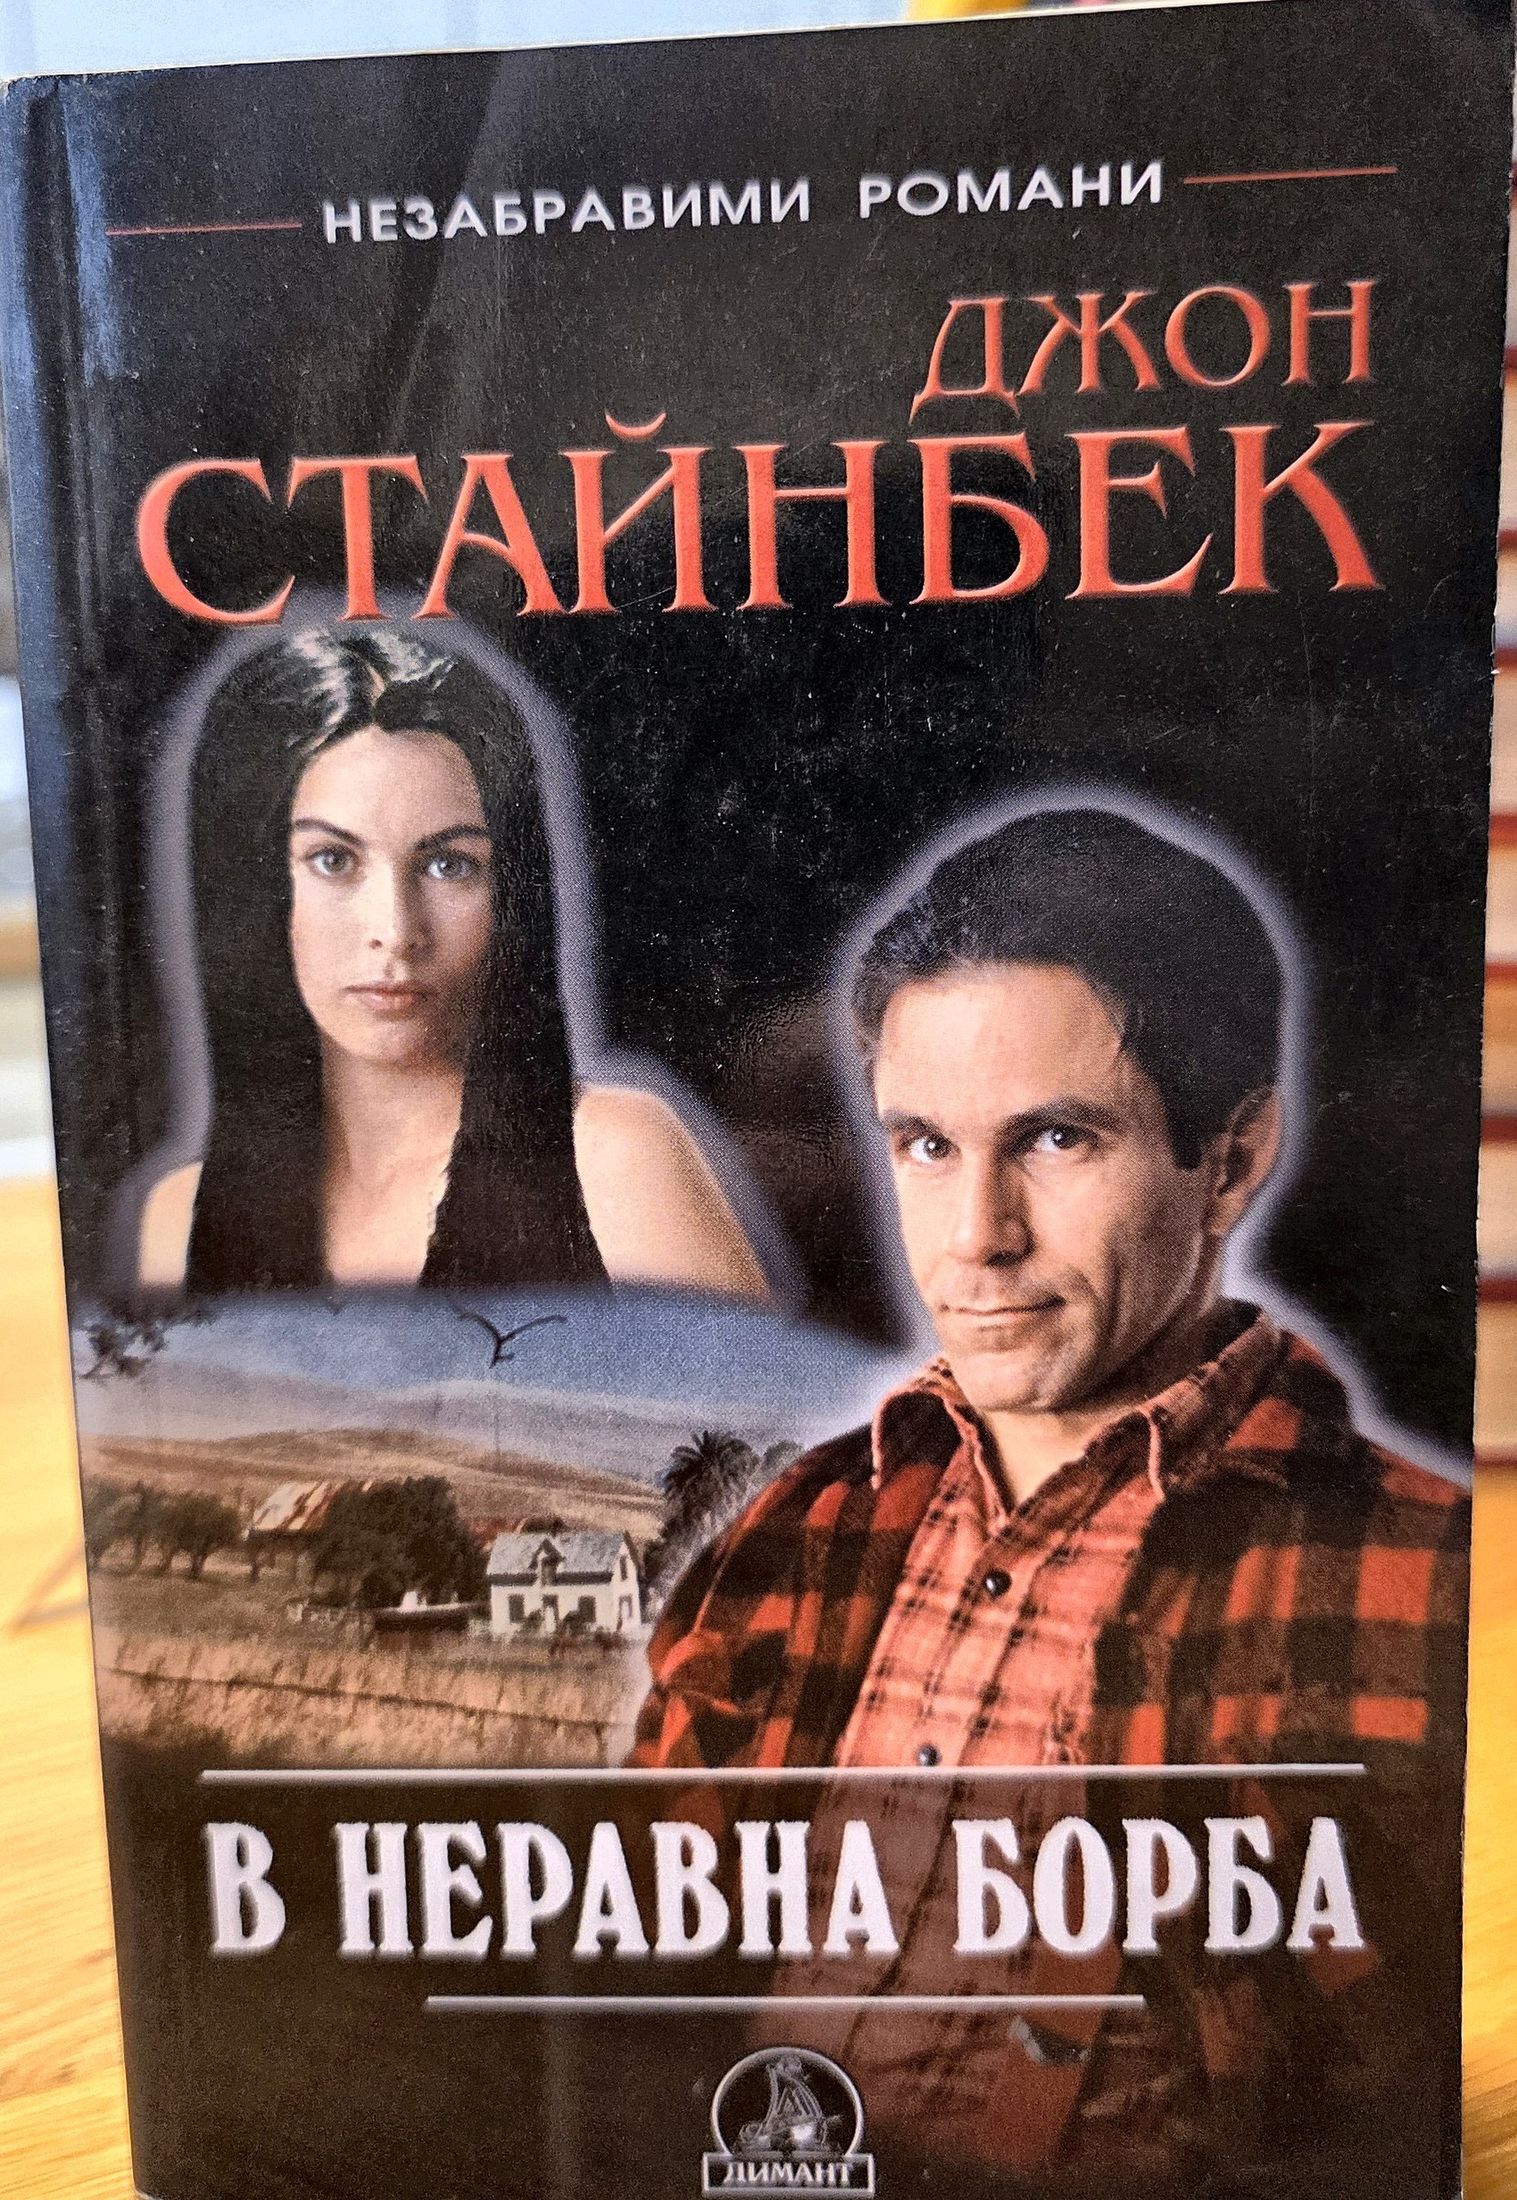 НЕЗАБРАВИМИ РОМАНИ
ДЖОН
СТАЙНБЕК
В НЕРАВНА БОРБА
ДИМАНТ